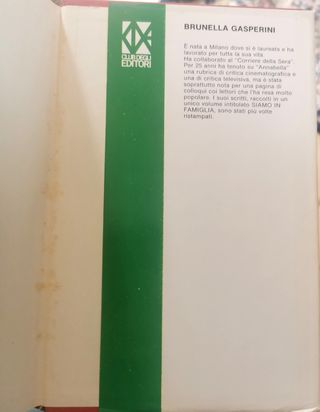 CLUB DEGLI
EDITORI
BRUNELLA GASPERINI
È nata a Milano dove si è laureata e ha
lavorato per tutta la sua vita.
Ha collaborato al "Corriere della Sera".
Per 25 anni ha tenuto su "Annabella"
una rubrica di critica cinematografica e
una di critica televisiva, ma è stata
soprattutto nota per una pagina di
colloqui coi lettori che l'ha resa molto
popolare. I suoi scritti, raccolti in un
unico volume intitolato SIAMO IN
FAMIGLIA, sono stati più volte
ristampati.